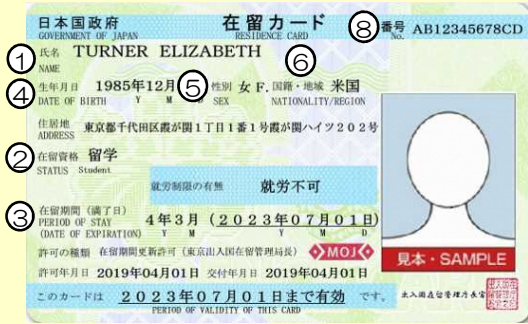 日本国政府 在留カード ⑧ 番号 AB12345678CD
GOVERNMENT OF JAPAN RESIDENCE CARD No.
① 氏名 TURNER ELIZABETH
NAME
④ 生年月日 1985年12月 ⑤ 性別 女 F. ⑥ 国籍・地域 米国
DATE OF BIRTH Y M D SEX NATIONALITY/REGION
住居地 東京都千代田区霞が関1丁目1番1号霞が関ハイツ202号
ADDRESS
② 在留資格 留学
STATUS Student
就労制限の有無 就労不可
③ 在留期間(満了日) 4年3月(2023年07月01日)
PERIOD OF STAY
(DATE OF EXPIRATION) Y M Y M D
許可の種類 在留期間更新許可(東京出入国在留管理局長) MOJ
見本・SAMPLE
許可年月日 2019年04月01日 交付年月日 2019年04月01日
このカードは 2023年07月01日まで有効 です。 出入国在留管理庁長官
PERIOD OF VALIDITY OF THIS CARD